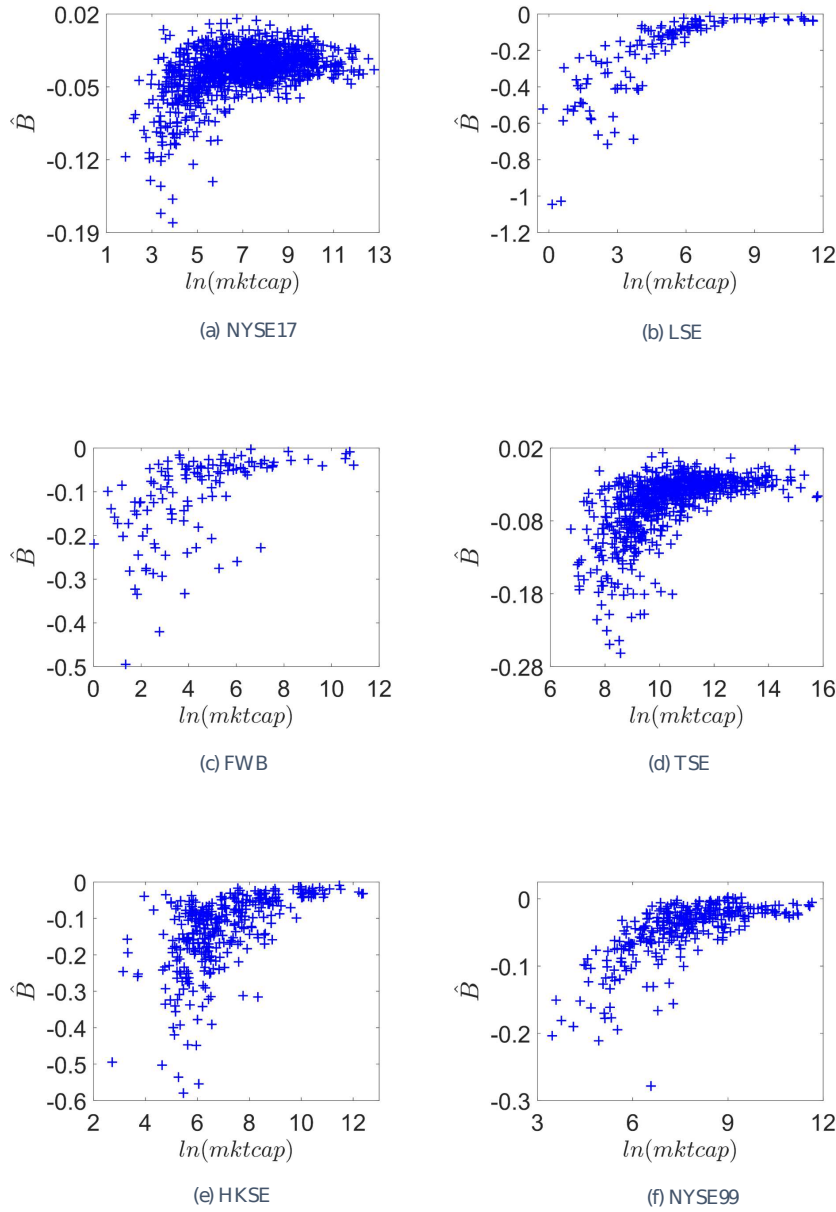 0.02
-0.05
-0.12
-0.19
B̂
1 3 5 7 9 11 13
ln(mktcap)
(a) NYSE17
0
-0.2
-0.4
-0.6
-0.8
-1
-1.2
B̂
0 3 6 9 12
ln(mktcap)
(b) LSE
0
-0.1
-0.2
-0.3
-0.4
-0.5
B̂
0 2 4 6 8 10 12
ln(mktcap)
(c) FWB
0.02
-0.08
-0.18
-0.28
B̂
6 8 10 12 14 16
ln(mktcap)
(d) TSE
0
-0.1
-0.2
-0.3
-0.4
-0.5
-0.6
B̂
2 4 6 8 10 12
ln(mktcap)
(e) HKSE
0
-0.1
-0.2
-0.3
B̂
3 6 9 12
ln(mktcap)
(f) NYSE99